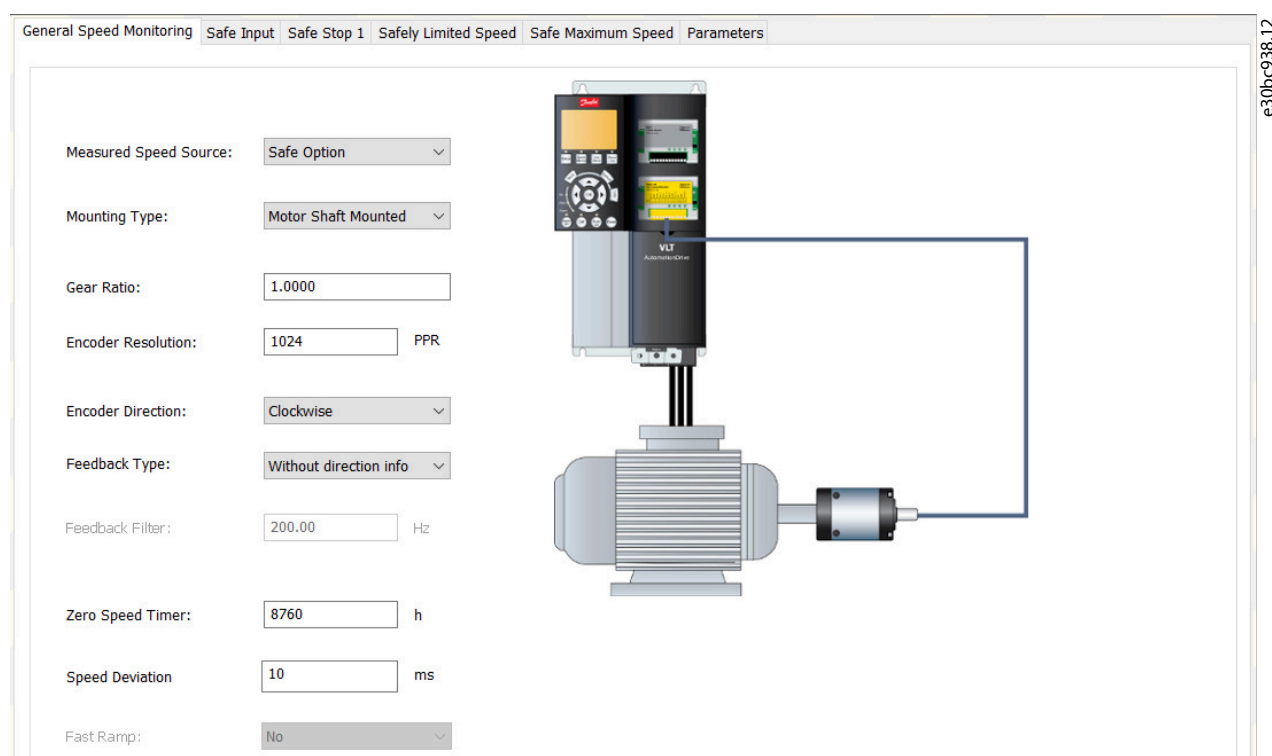 General Speed Monitoring Safe Input Safe Stop 1 Safely Limited Speed Safe Maximum Speed Parameters
e30bc938.12
Measured Speed Source: Safe Option
Mounting Type: Motor Shaft Mounted
Gear Ratio: 1.0000
Encoder Resolution: 1024 PPR
Encoder Direction: Clockwise
Feedback Type: Without direction info
Feedback Filter: 200.00 Hz
Zero Speed Timer: 8760 h
Speed Deviation 10 ms
Fast Ramp: No
Danfoss
VLT
AutomationDrive